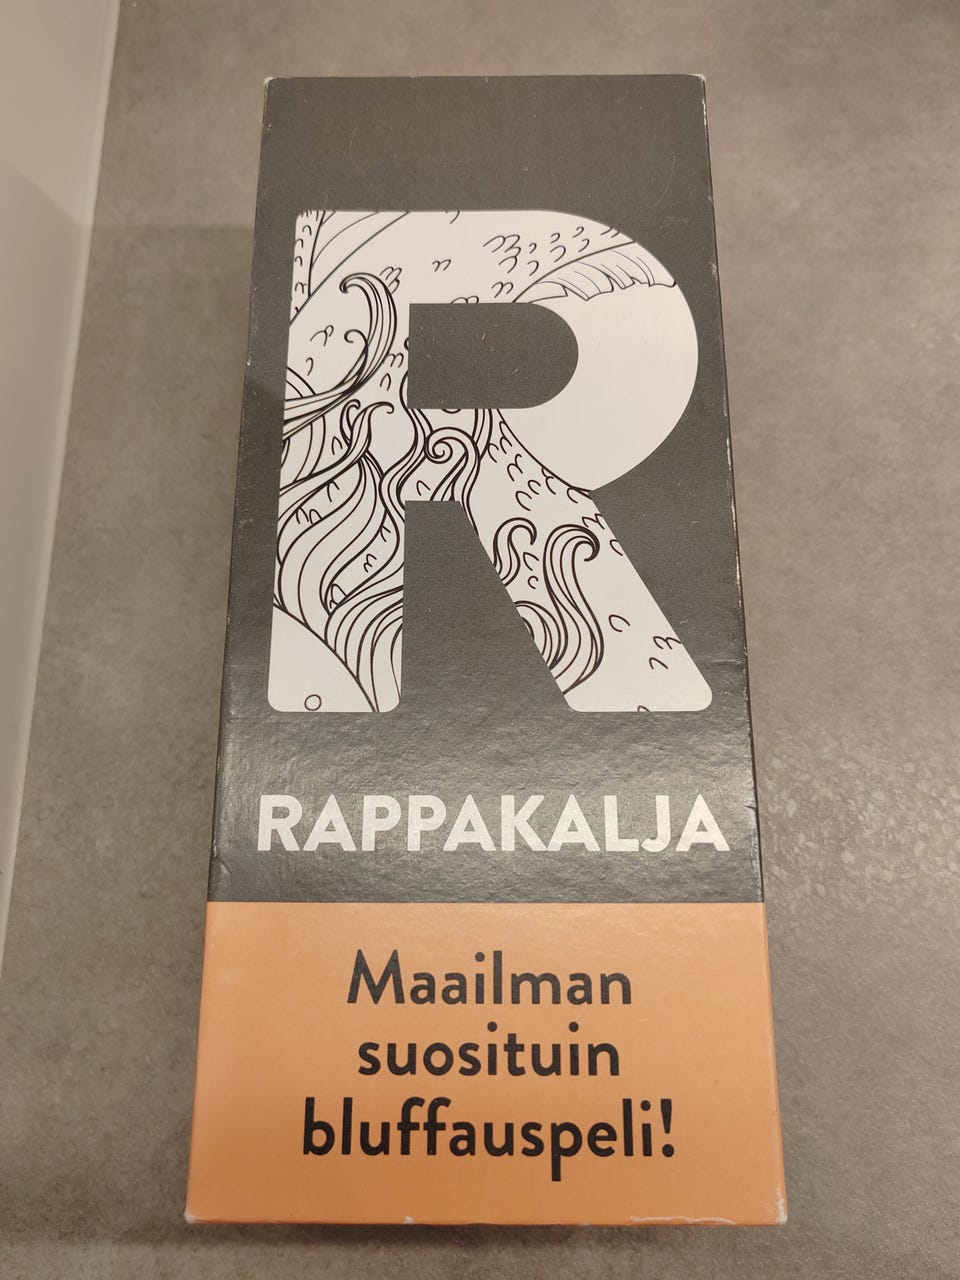 R
RAPPAKALJA
Maailman
suosituin
bluffauspeli!